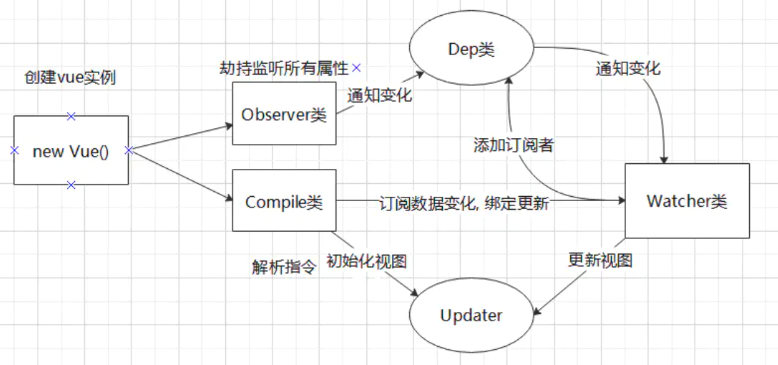 Dep类
创建vue实例
劫持监听所有属性
通知变化
通知变化
Observer类
new Vue()
添加订阅者
Compile类
订阅数据变化, 绑定更新
Watcher类
解析指令
初始化视图
更新视图
Updater